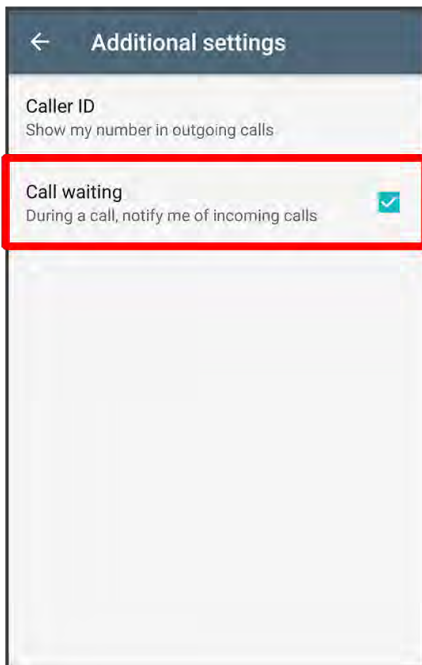 Additional settings
Caller ID
Show my number in outgoing calls
Call waiting
During a call, notify me of incoming calls